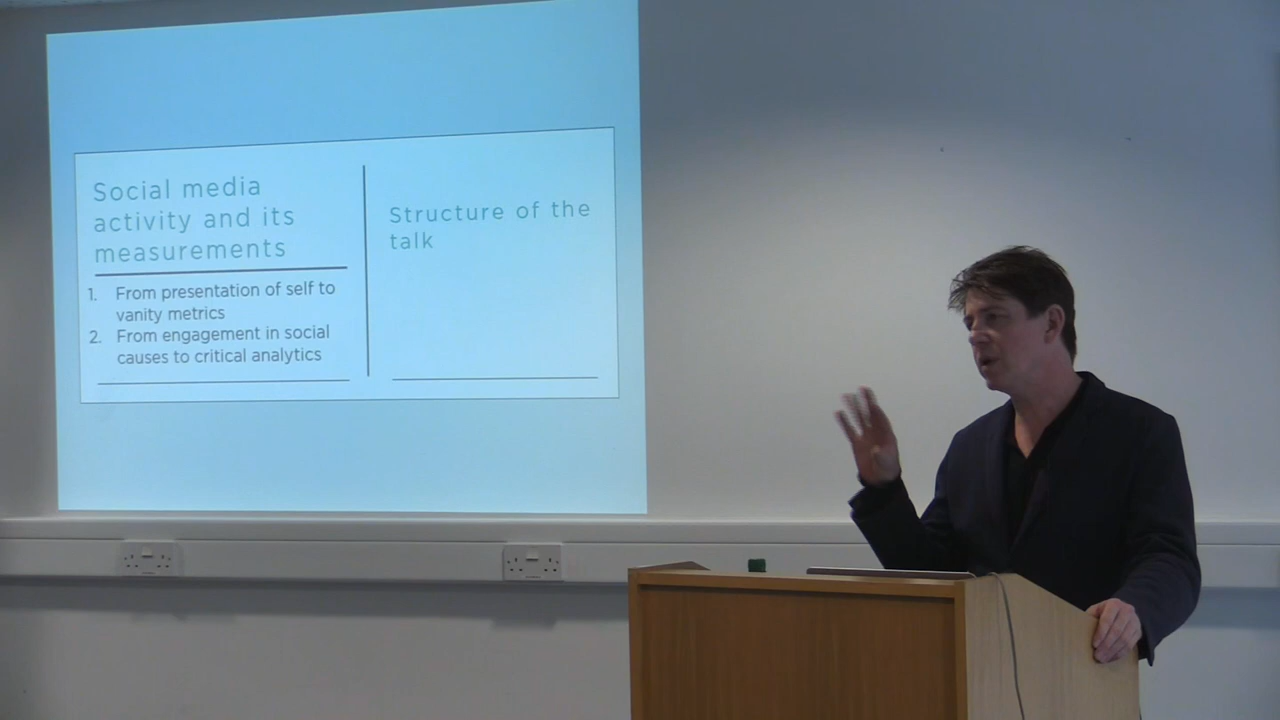 Social media
activity and its
measurements
1. From presentation of self to
vanity metrics
2. From engagement in social
causes to critical analytics
Structure of the
talk